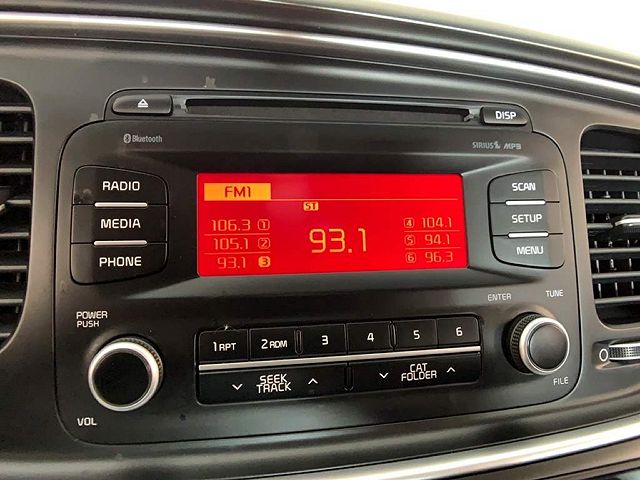 DISP
Bluetooth
SIRIUS MP3
RADIO
MEDIA
PHONE
FM1
ST
106.3 1
105.1 2
93.1 3
93.1
4 104.1
5 94.1
6 96.3
SCAN
SETUP
MENU
POWER
PUSH
VOL
1 RPT
2 RDM
3
4
5
6
SEEK
TRACK
CAT
FOLDER
ENTER
TUNE
FILE